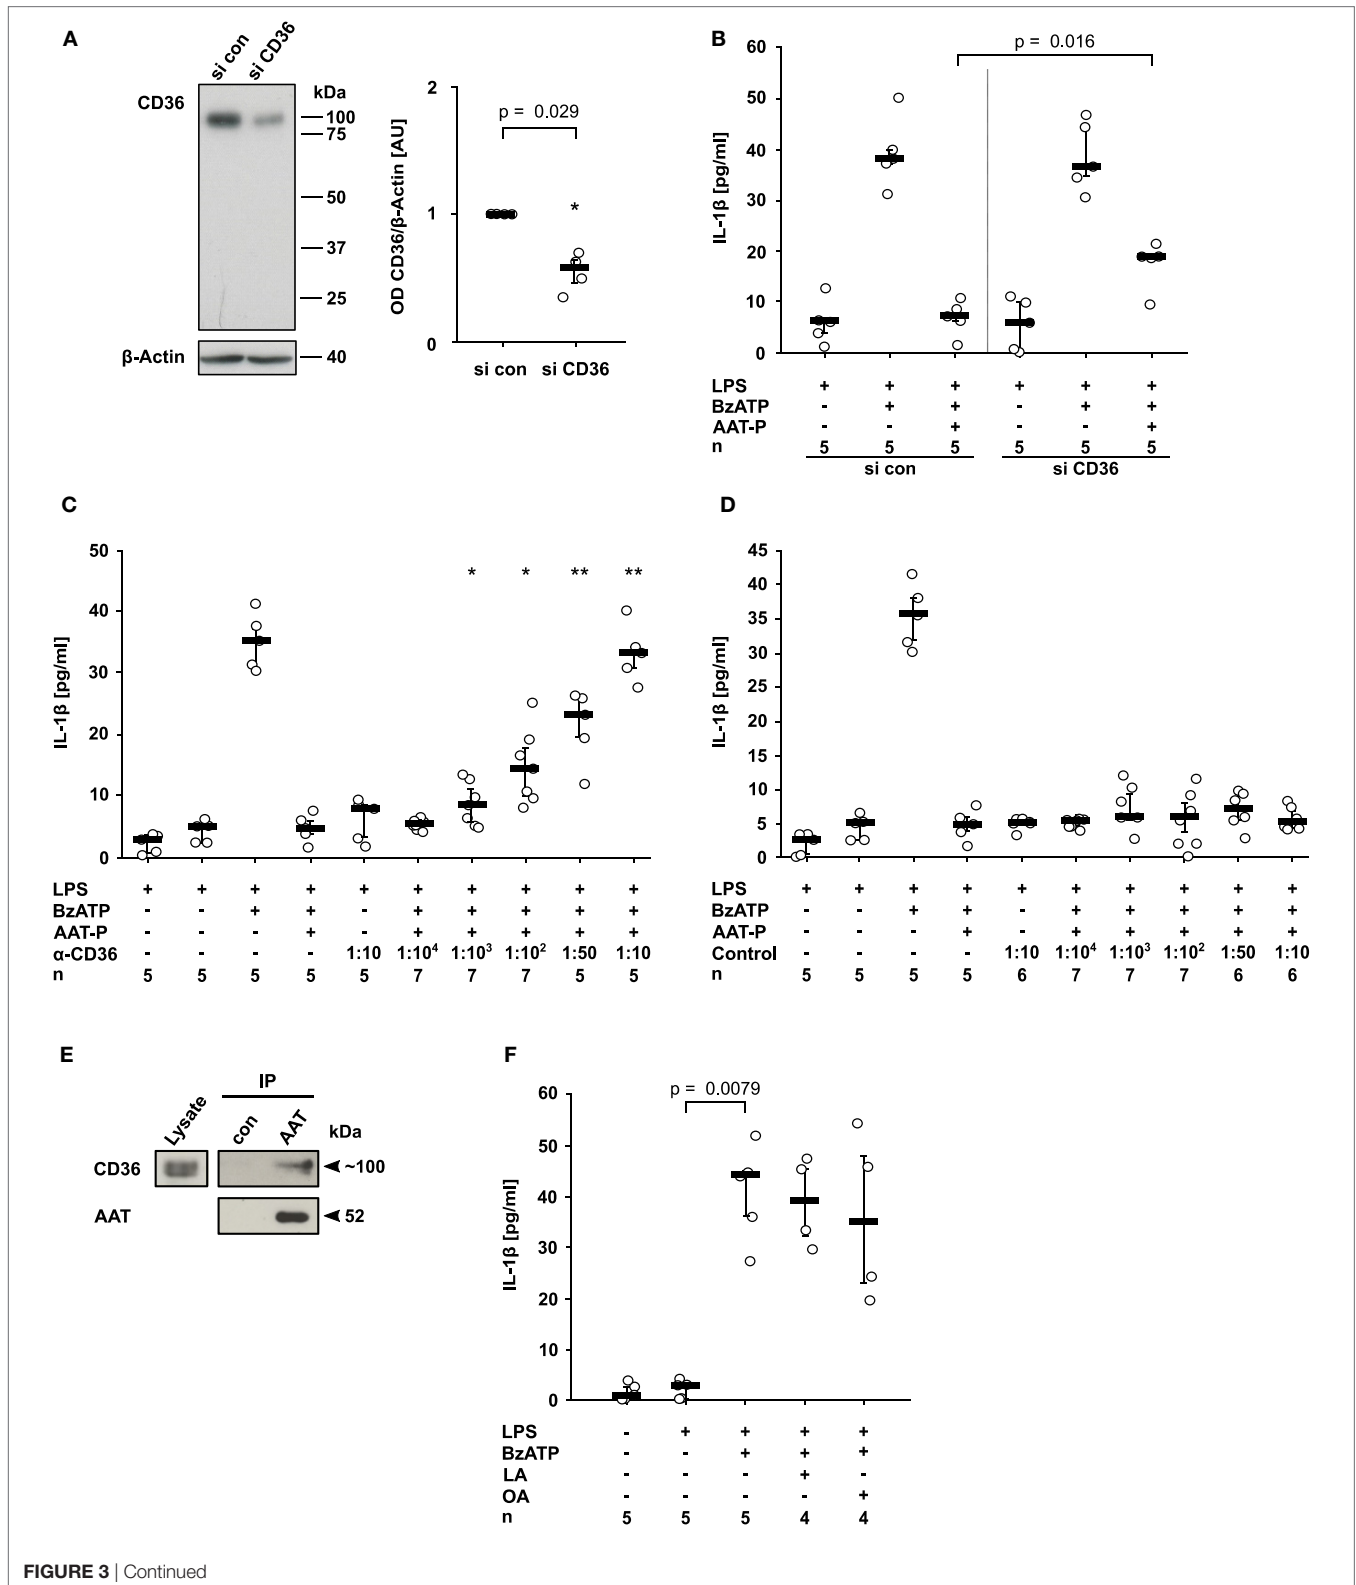 A
si con
si CD36
CD36
kDa
100
75
50
37
25
β-Actin
40
OD CD36/β-Actin [AU]
2
1
0
p = 0.029
*
si con si CD36
B
IL-1β [pg/ml]
60
50
40
30
20
10
0
p = 0.016
LPS + + + + + +
BzATP - + + - + +
AAT-P - - + - - +
n 5 5 5 5 5 5
si con si CD36
C
IL-1β [pg/ml]
50
40
30
20
10
0
* * ** **
LPS + + + + + + + + + +
BzATP - - + + - + + + + +
AAT-P - - - + - + + + + +
α-CD36 - - - - 1:10 1:10⁴ 1:10³ 1:10² 1:50 1:10
n 5 5 5 5 5 7 7 7 5 5
D
IL-1β [pg/ml]
45
40
35
30
25
20
15
10
5
0
LPS + + + + + + + + + +
BzATP - - + + - + + + + +
AAT-P - - - + - + + + + +
Control - - - - 1:10 1:10⁴ 1:10³ 1:10² 1:50 1:10
n 5 5 5 5 6 7 7 7 6 6
E
IP
Lysate
con
AAT
kDa
CD36
~100
AAT
52
F
IL-1β [pg/ml]
60
50
40
30
20
10
0
p = 0.0079
LPS - + + + +
BzATP - - + + +
LA - - - + -
OA - - - - +
n 5 5 5 4 4
FIGURE 3 | Continued